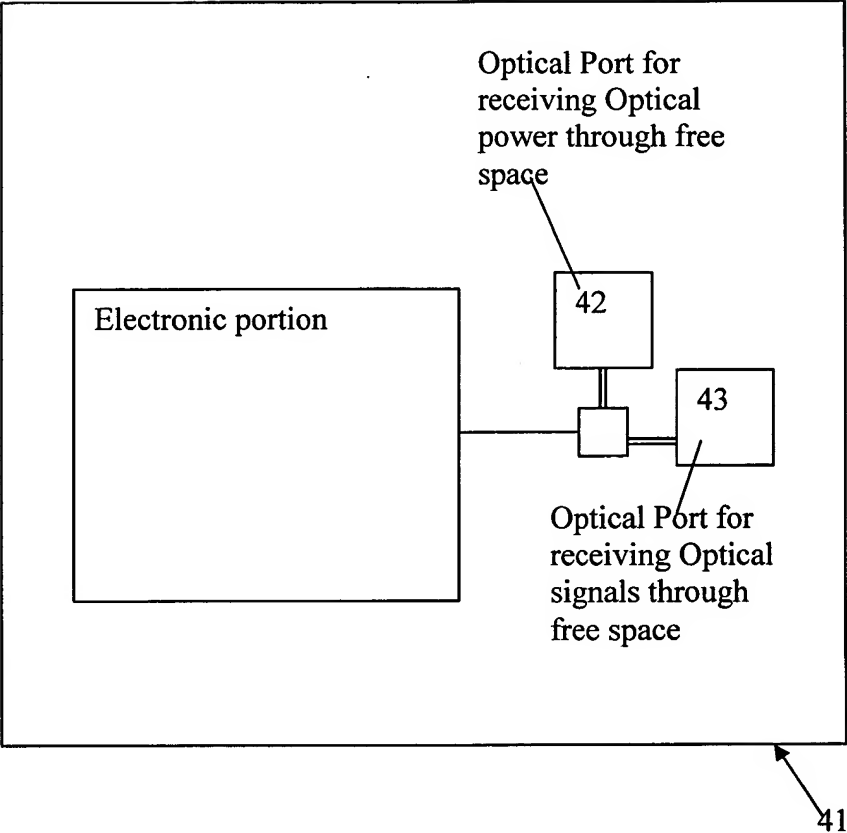 Optical Port for
receiving Optical
power through free
space
Electronic portion
42
43
Optical Port for
receiving Optical
signals through
free space
41